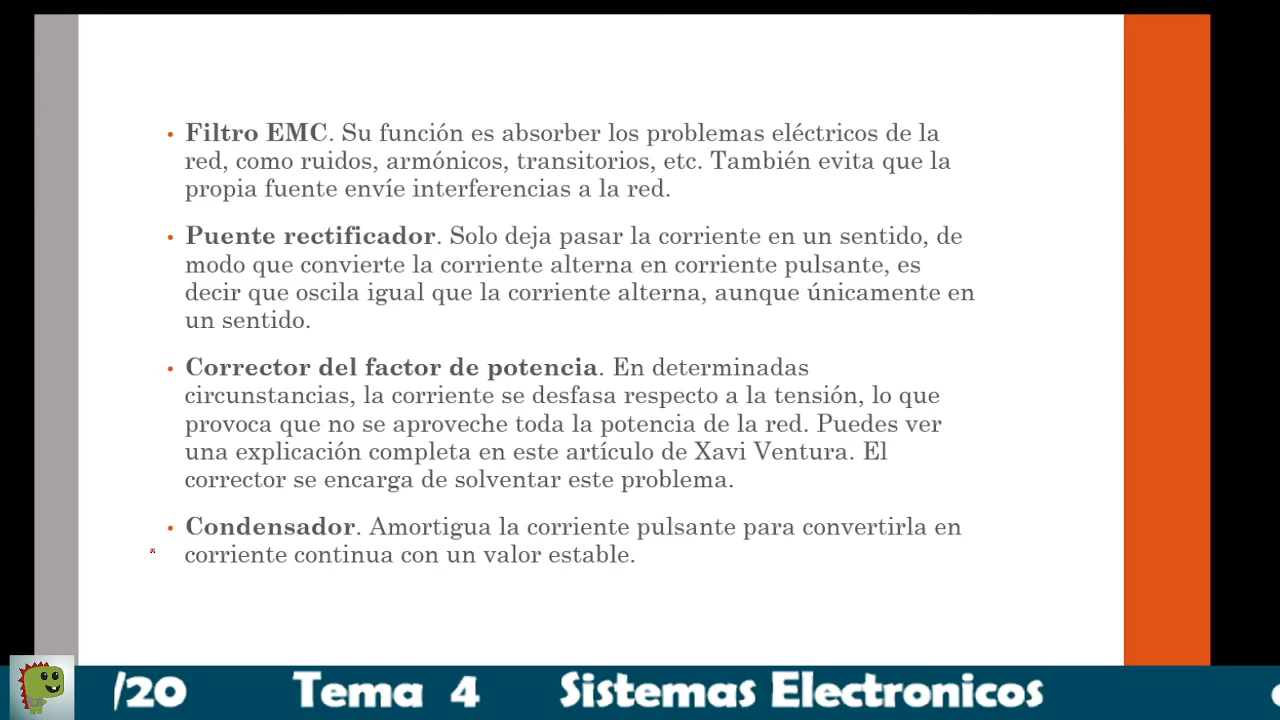 • Filtro EMC. Su función es absorber los problemas eléctricos de la
red, como ruidos, armónicos, transitorios, etc. También evita que la
propia fuente envíe interferencias a la red.
• Puente rectificador. Solo deja pasar la corriente en un sentido, de
modo que convierte la corriente alterna en corriente pulsante, es
decir que oscila igual que la corriente alterna, aunque únicamente en
un sentido.
• Corrector del factor de potencia. En determinadas
circunstancias, la corriente se desfasa respecto a la tensión, lo que
provoca que no se aproveche toda la potencia de la red. Puedes ver
una explicación completa en este artículo de Xavi Ventura. El
corrector se encarga de solventar este problema.
• Condensador. Amortigua la corriente pulsante para convertirla en
corriente continua con un valor estable.
/20 Tema 4 Sistemas Electronicos